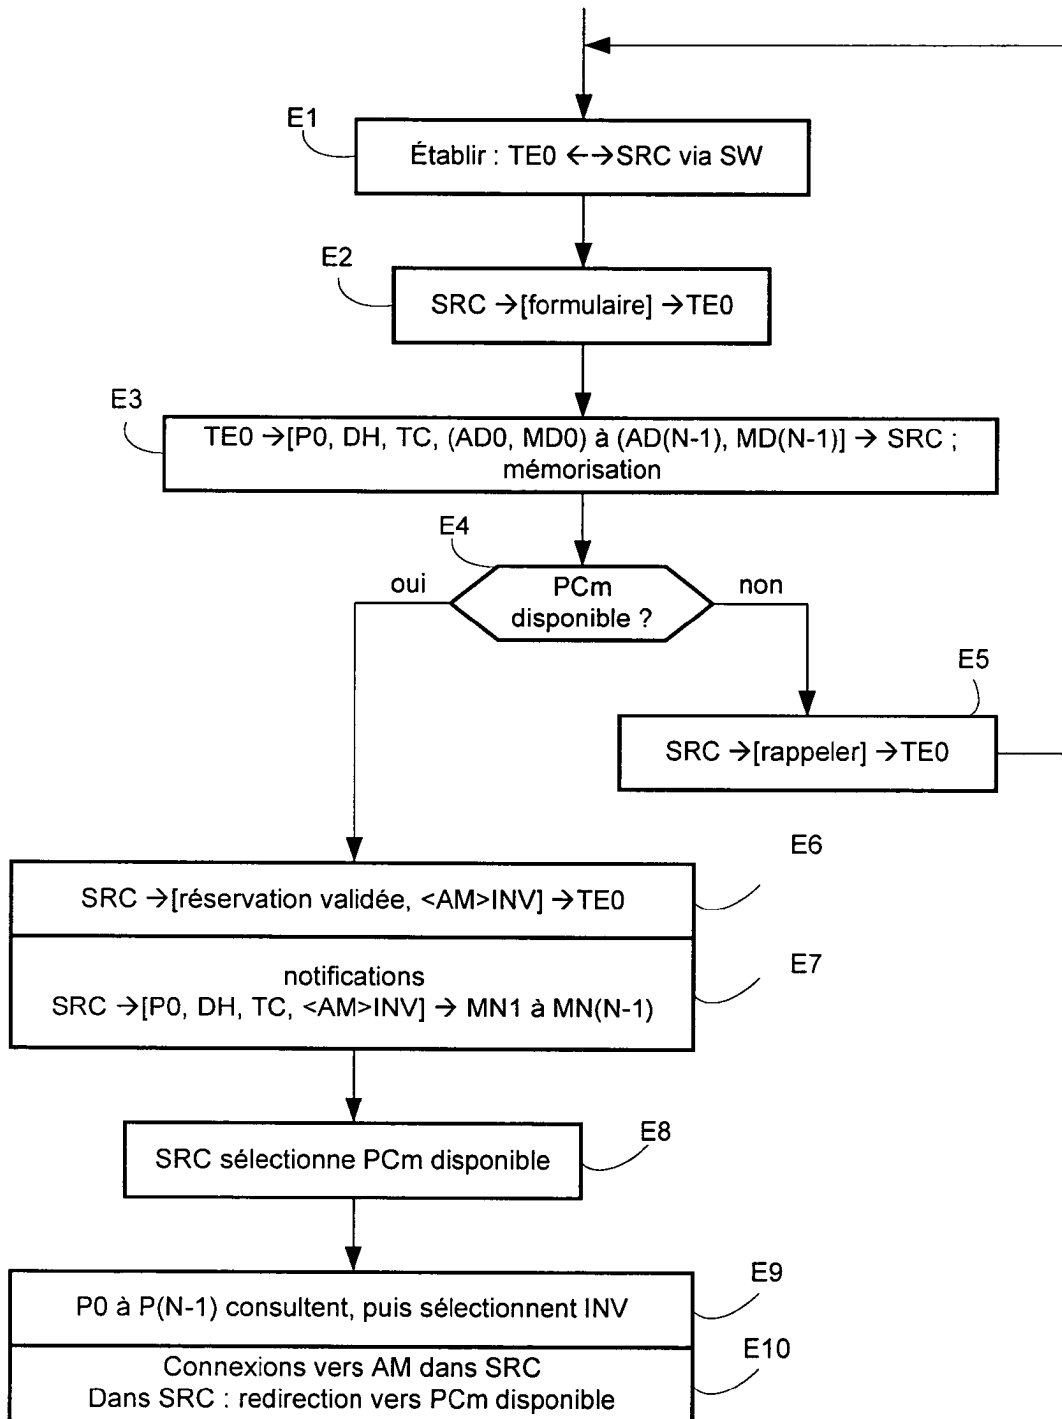 E1
Établir : TE0 ←→SRC via SW
E2
SRC →[formulaire] →TE0
E3
TE0 →[P0, DH, TC, (AD0, MD0) à (AD(N-1), MD(N-1)] → SRC ;
mémorisation
E4
oui
PCm
disponible ?
non
E5
SRC →[rappeler] →TE0
E6
SRC →[réservation validée, <AM>INV] →TE0
E7
notifications
SRC →[P0, DH, TC, <AM>INV] → MN1 à MN(N-1)
E8
SRC sélectionne PCm disponible
E9
P0 à P(N-1) consultent, puis sélectionnent INV
E10
Connexions vers AM dans SRC
Dans SRC : redirection vers PCm disponible